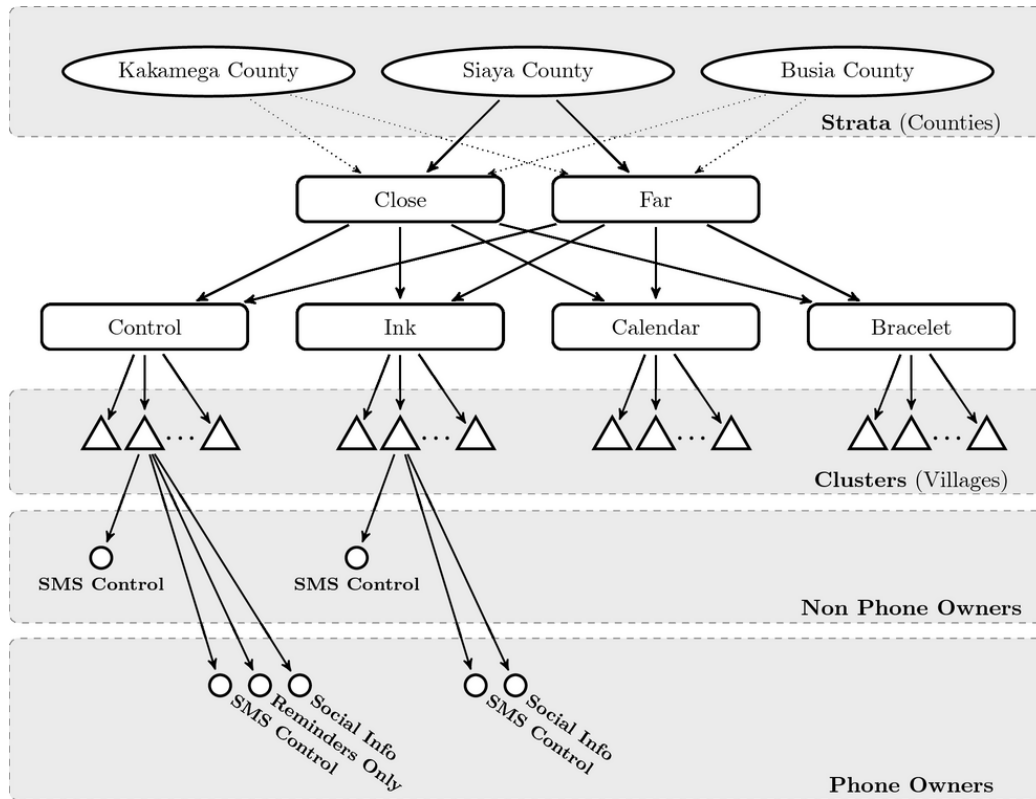 Kakamega County
Siaya County
Busia County
Strata (Counties)
Close
Far
Control
Ink
Calendar
Bracelet
...
...
...
...
Clusters (Villages)
SMS Control
SMS Control
Non Phone Owners
SMS Control
Reminders Only
Social Info
SMS Control
Social Info
Phone Owners